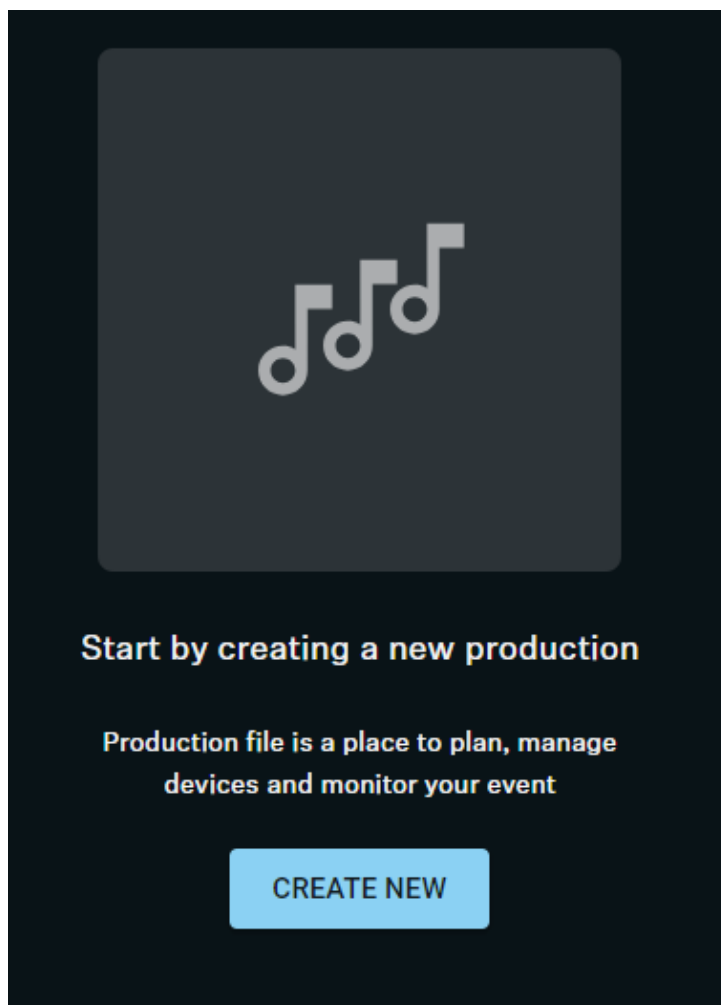 Start by creating a new production
Production file is a place to plan, manage
devices and monitor your event
CREATE NEW